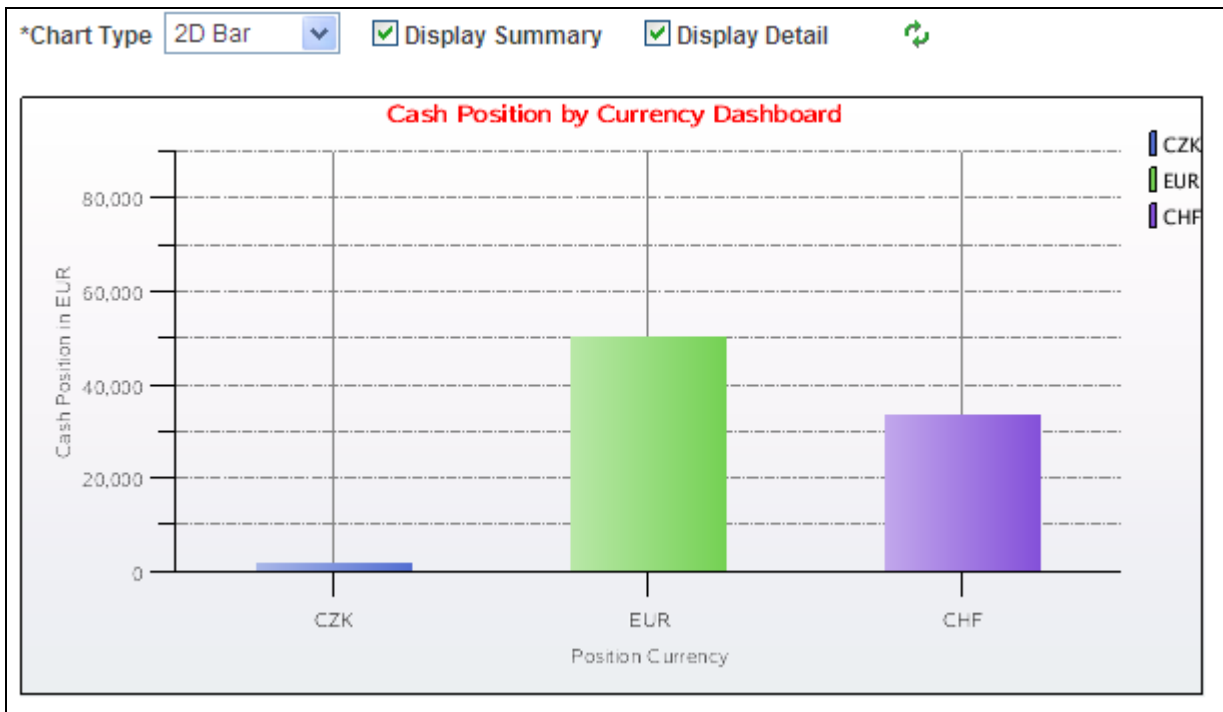 *Chart Type 2D Bar Display Summary Display Detail
Cash Position by Currency Dashboard
CZK
EUR
CHF
80,000
60,000
40,000
20,000
0
Cash Position in EUR
CZK EUR CHF
Position Currency